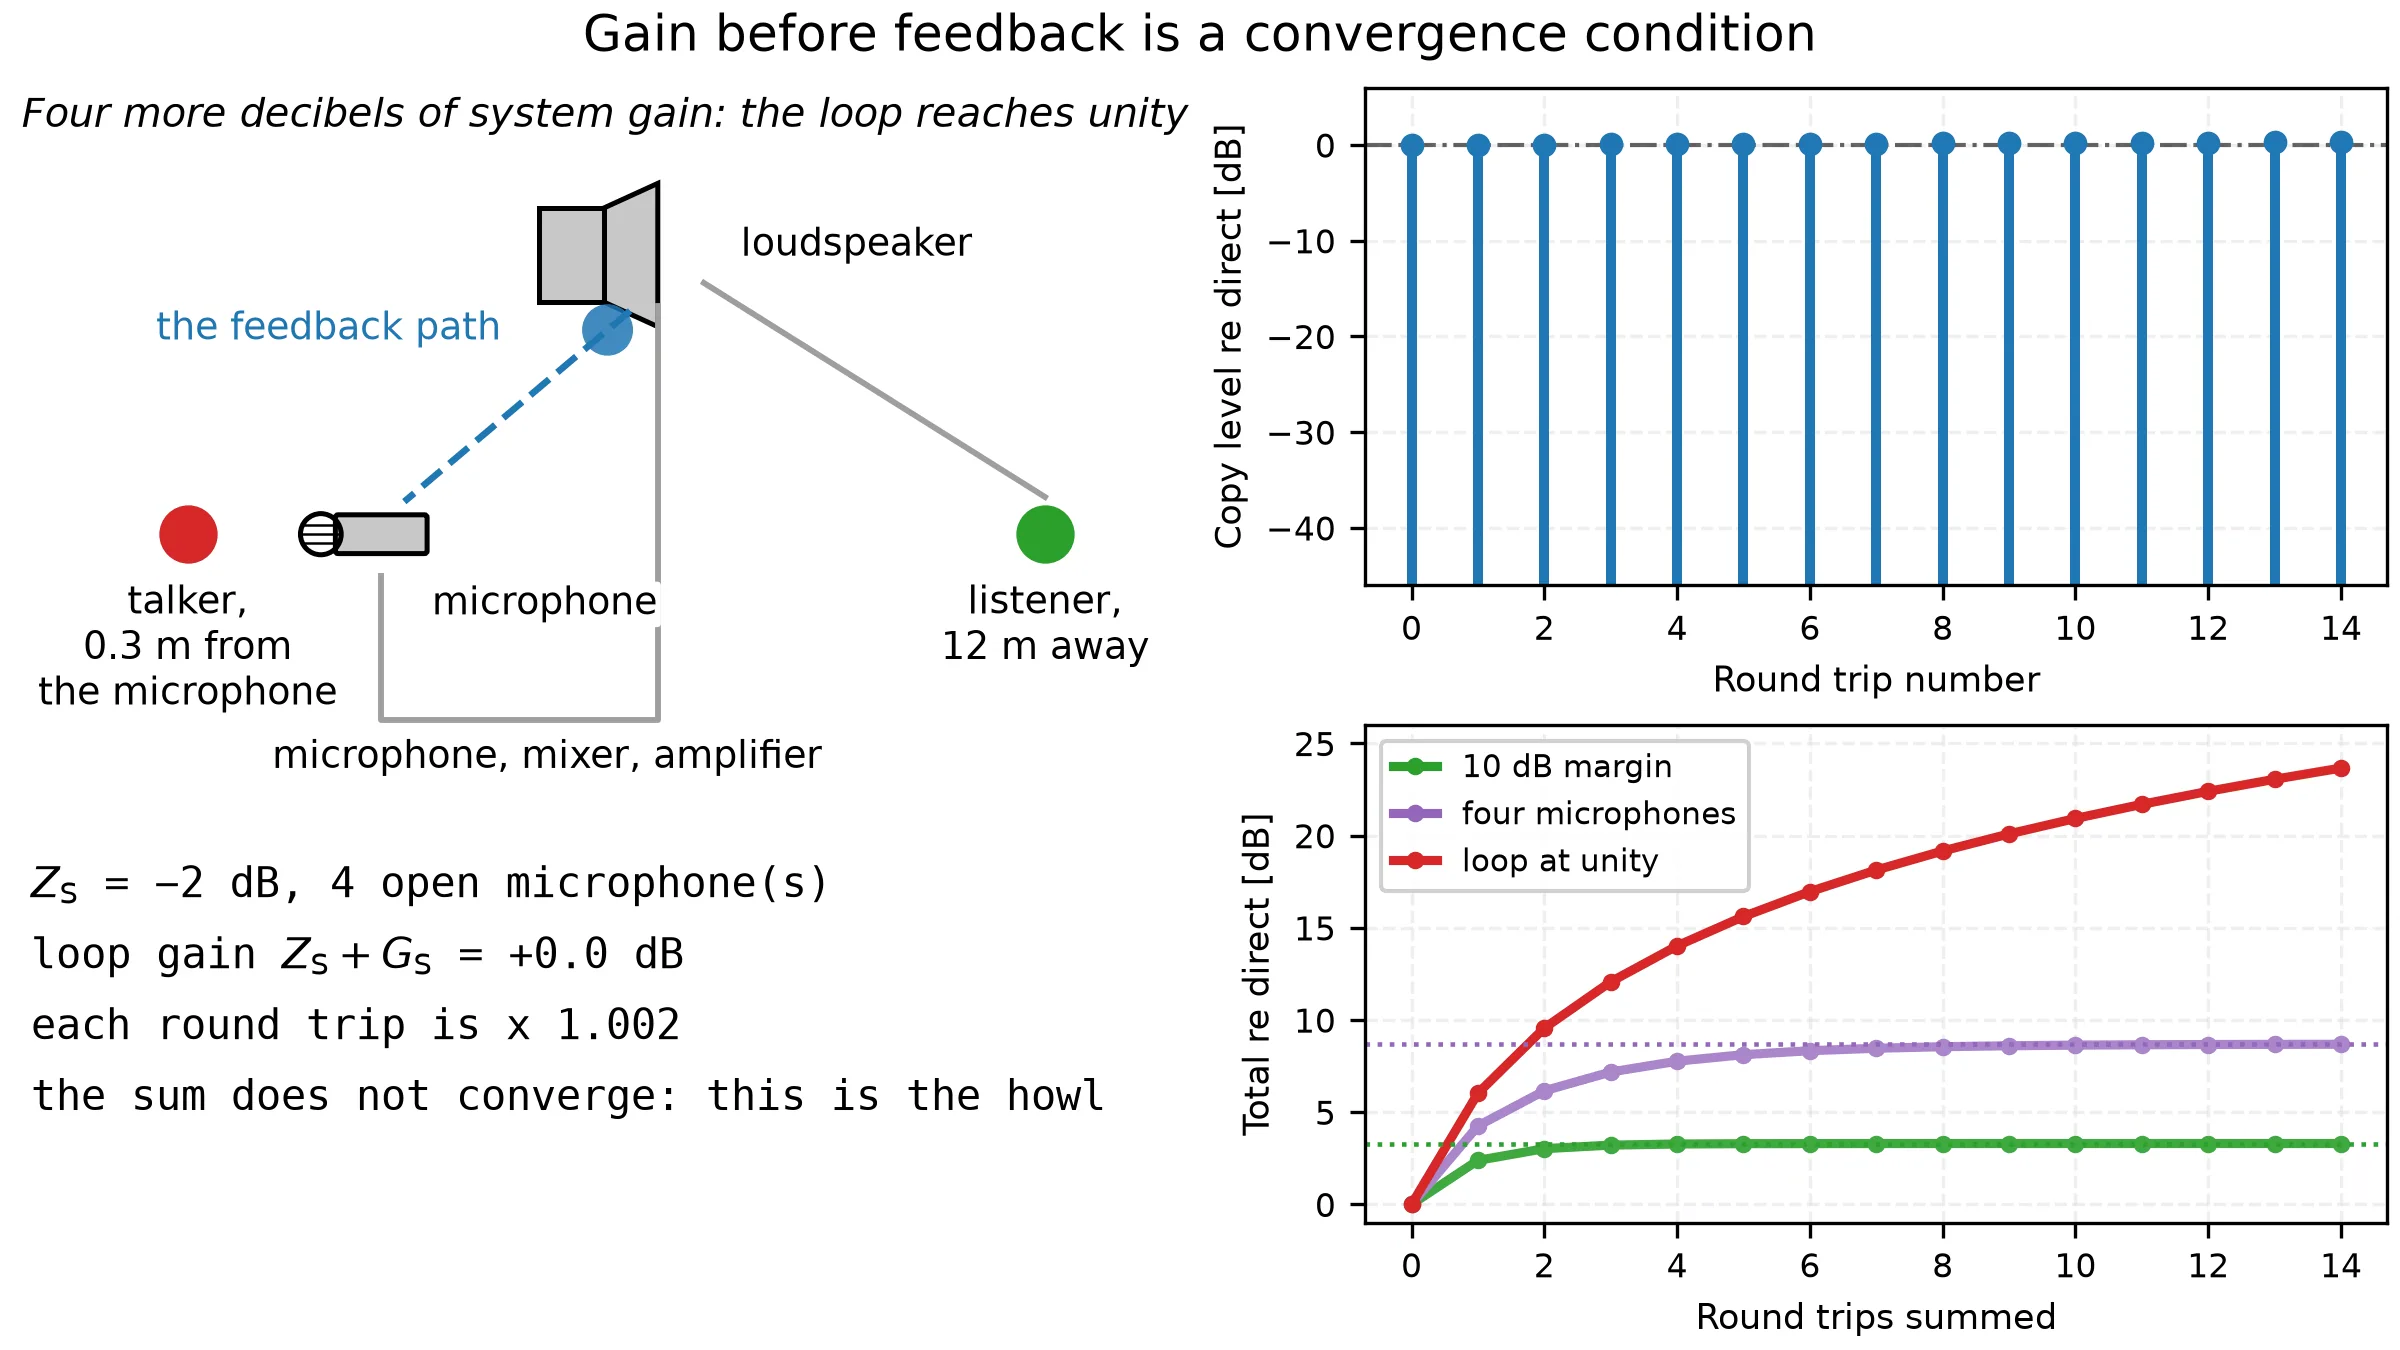 Gain before feedback is a convergence condition
Four more decibels of system gain: the loop reaches unity
loudspeaker
the feedback path
talker,
0.3 m from
the microphone
microphone
listener,
12 m away
microphone, mixer, amplifier
Z_S = −2 dB, 4 open microphone(s)
loop gain Z_S + G_S = +0.0 dB
each round trip is x 1.002
the sum does not converge: this is the howl
Copy level re direct [dB]
0
−10
−20
−30
−40
0 2 4 6 8 10 12 14
Round trip number
Total re direct [dB]
25
20
15
10
5
0
10 dB margin
four microphones
loop at unity
0 2 4 6 8 10 12 14
Round trips summed